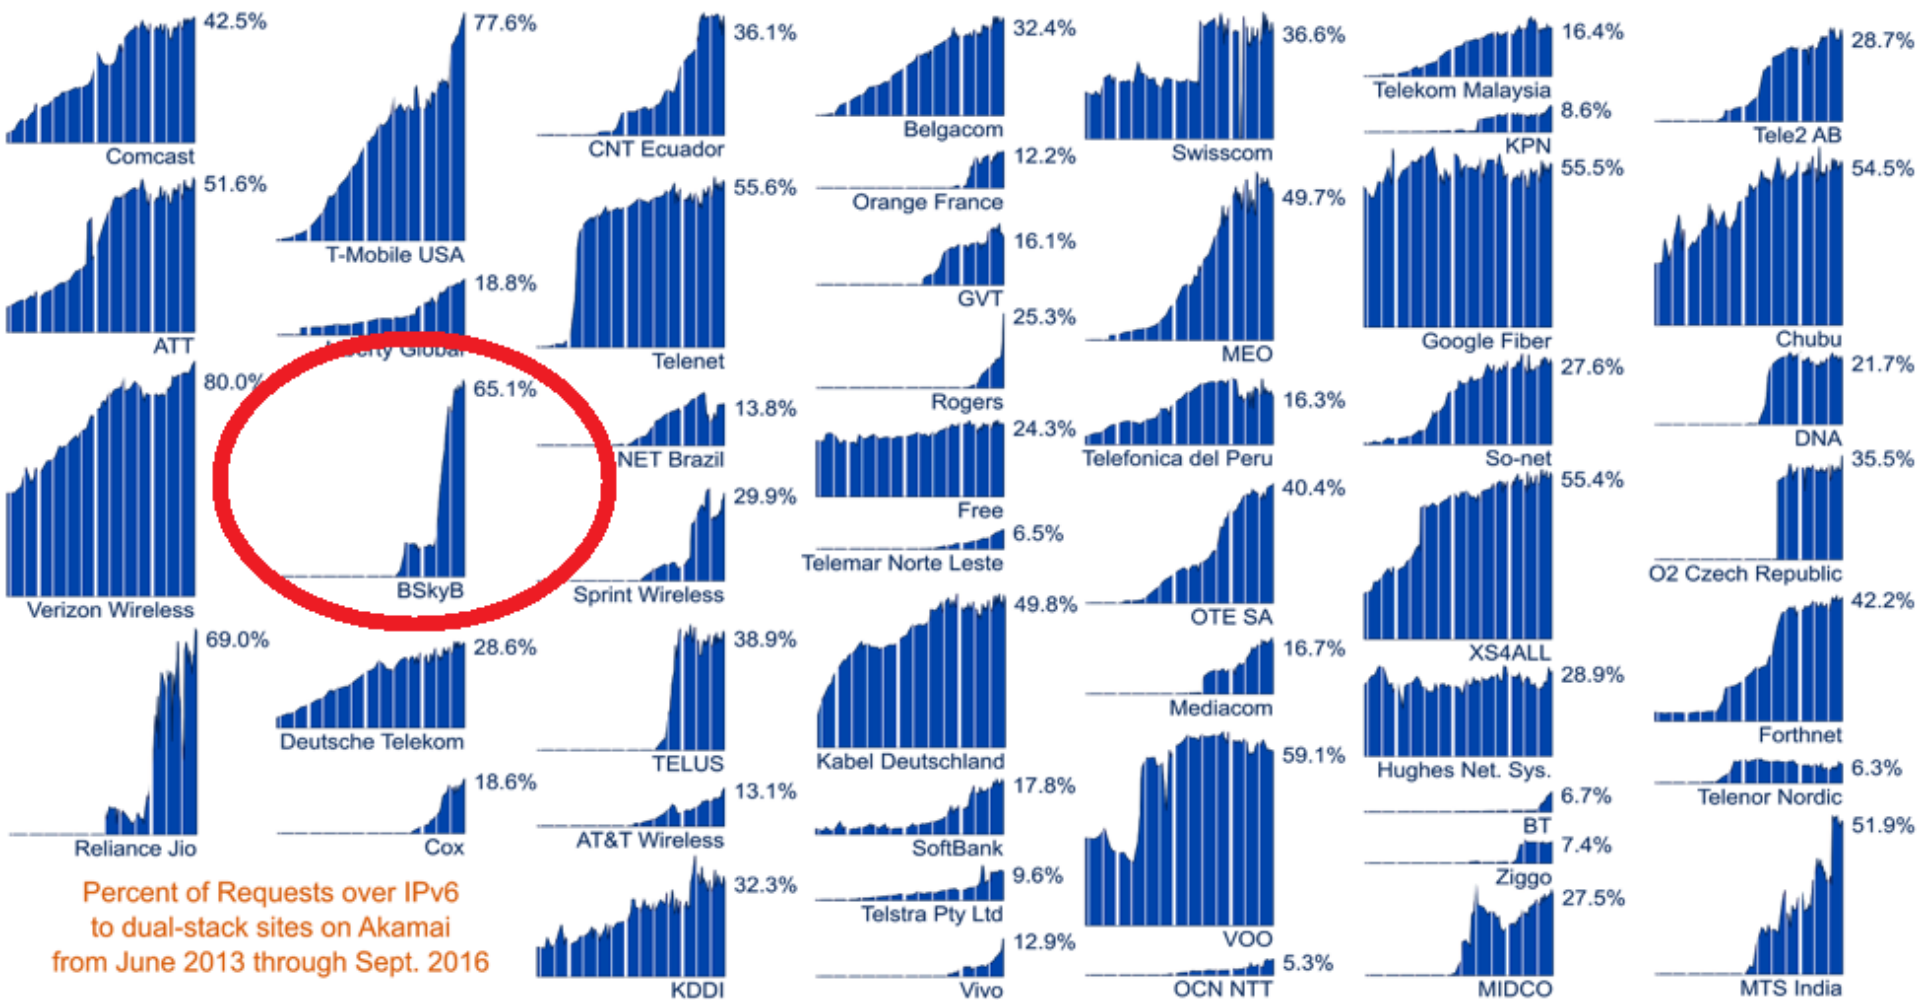 42.5%
Comcast
51.6%
ATT
80.0%
Verizon Wireless
69.0%
Reliance Jio
77.6%
T-Mobile USA
18.8%
Liberty Global
65.1%
BSkyB
28.6%
Deutsche Telekom
18.6%
Cox
Percent of Requests over IPv6
to dual-stack sites on Akamai
from June 2013 through Sept. 2016
36.1%
CNT Ecuador
55.6%
Telenet
13.8%
NET Brazil
29.9%
Sprint Wireless
38.9%
TELUS
13.1%
AT&T Wireless
32.3%
KDDI
32.4%
Belgacom
12.2%
Orange France
16.1%
GVT
25.3%
Rogers
24.3%
Free
6.5%
Telemar Norte Leste
49.8%
Kabel Deutschland
17.8%
SoftBank
9.6%
Telstra Pty Ltd
12.9%
Vivo
36.6%
Swisscom
49.7%
MEO
16.3%
Telefonica del Peru
40.4%
OTE SA
16.7%
Mediacom
59.1%
VOO
5.3%
OCN NTT
16.4%
Telekom Malaysia
8.6%
KPN
55.5%
Google Fiber
27.6%
So-net
55.4%
XS4ALL
28.9%
Hughes Net. Sys.
6.7%
BT
7.4%
Ziggo
27.5%
MIDCO
28.7%
Tele2 AB
54.5%
Chubu
21.7%
DNA
35.5%
O2 Czech Republic
42.2%
Forthnet
6.3%
Telenor Nordic
51.9%
MTS India